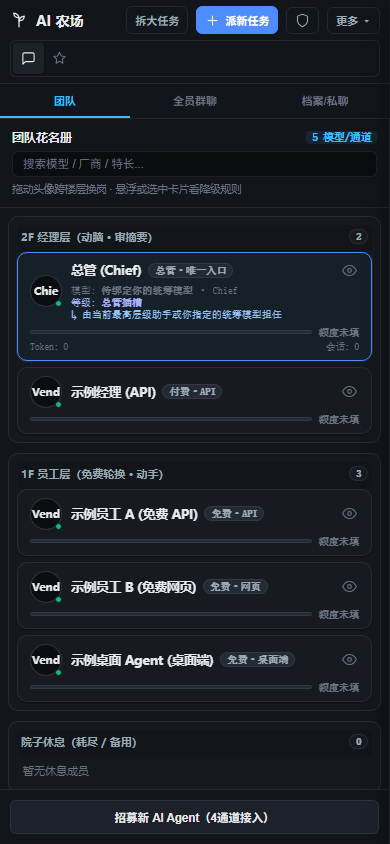 AI 农场
拆大任务
派新任务
更多
团队
全员群聊
档案/私聊
团队花名册
5 模型/通道
搜索模型 / 厂商 / 特长...
拖动头像跨楼层换岗 · 悬浮或选中卡片看降级规则
2F 经理层（动脑 • 审摘要）
2
Chie
总管 (Chief)
总管 · 唯一入口
模型: 待绑定你的统筹模型 · Chief
等级: 总管插槽
↳ 由当前最高层级助手或你指定的统筹模型担任
额度未填
Token: 0
会话: 0
Vend
示例经理 (API)
付费 · API
额度未填
1F 员工层（免费轮换 • 动手）
3
Vend
示例员工 A (免费 API)
免费 · API
额度未填
Vend
示例员工 B (免费网页)
免费 · 网页
额度未填
Vend
示例桌面 Agent (桌面端)
免费 · 桌面端
额度未填
院子休息（耗尽 / 备用）
0
暂无休息成员
招募新 AI Agent（4通道接入）